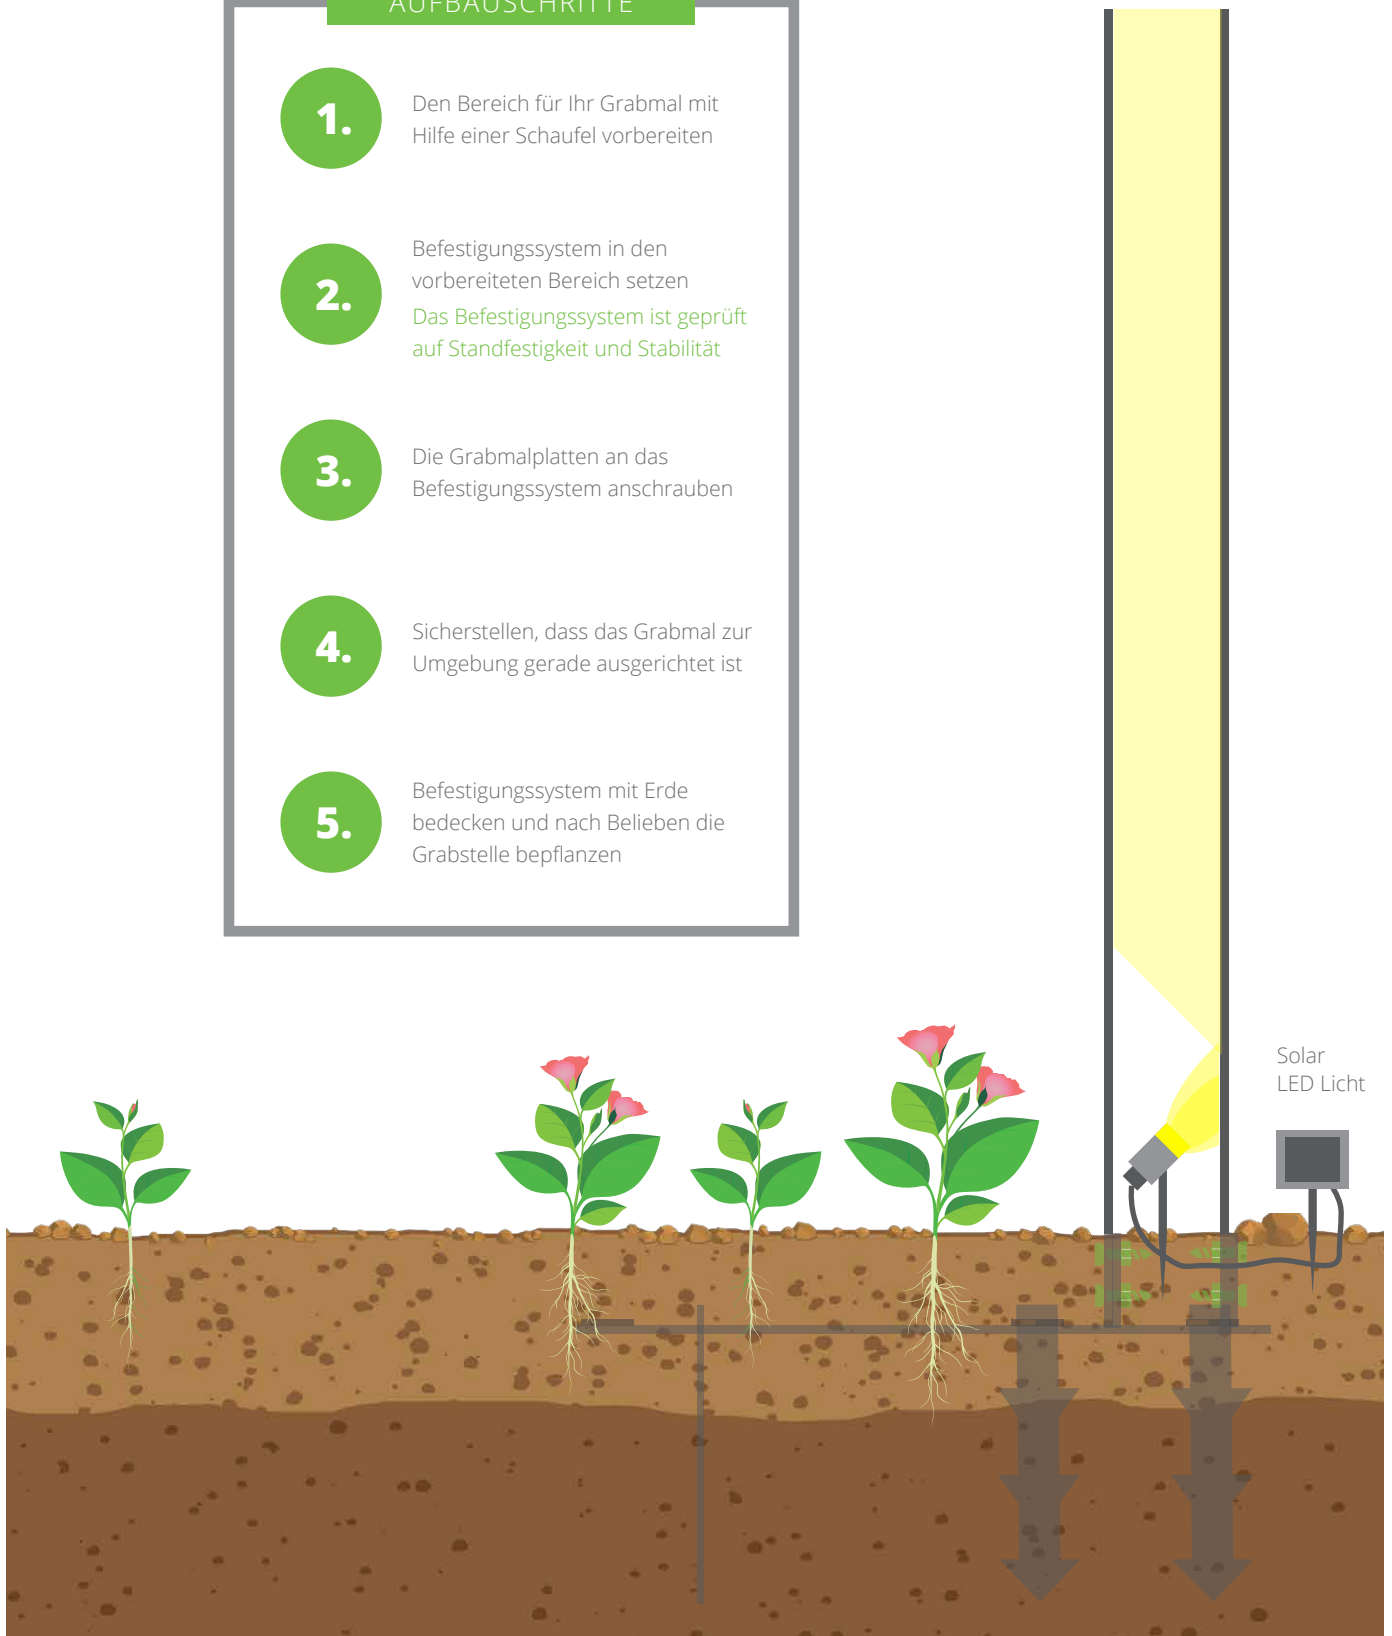 AUFBAUSCHRITTE
1.
Den Bereich für Ihr Grabmal mit
Hilfe einer Schaufel vorbereiten
2.
Befestigungssystem in den
vorbereiteten Bereich setzen
Das Befestigungssystem ist geprüft
auf Standfestigkeit und Stabilität
3.
Die Grabmalplatten an das
Befestigungssystem anschrauben
4.
Sicherstellen, dass das Grabmal zur
Umgebung gerade ausgerichtet ist
5.
Befestigungssystem mit Erde
bedecken und nach Belieben die
Grabstelle bepflanzen
Solar
LED Licht